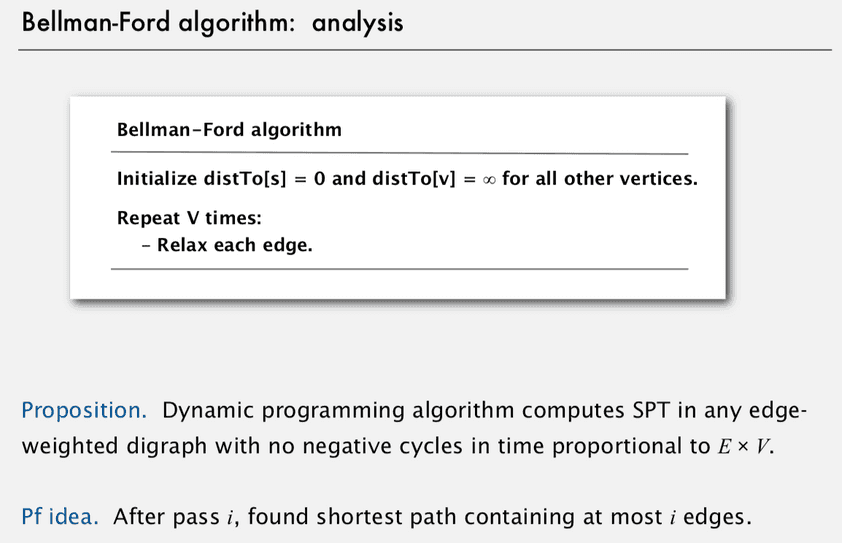 Bellman-Ford algorithm: analysis
Bellman-Ford algorithm
Initialize distTo[s] = 0 and distTo[v] = ∞ for all other vertices.
Repeat V times:
– Relax each edge.
Proposition. Dynamic programming algorithm computes SPT in any edge-
weighted digraph with no negative cycles in time proportional to E × V.
Pf idea. After pass i, found shortest path containing at most i edges.